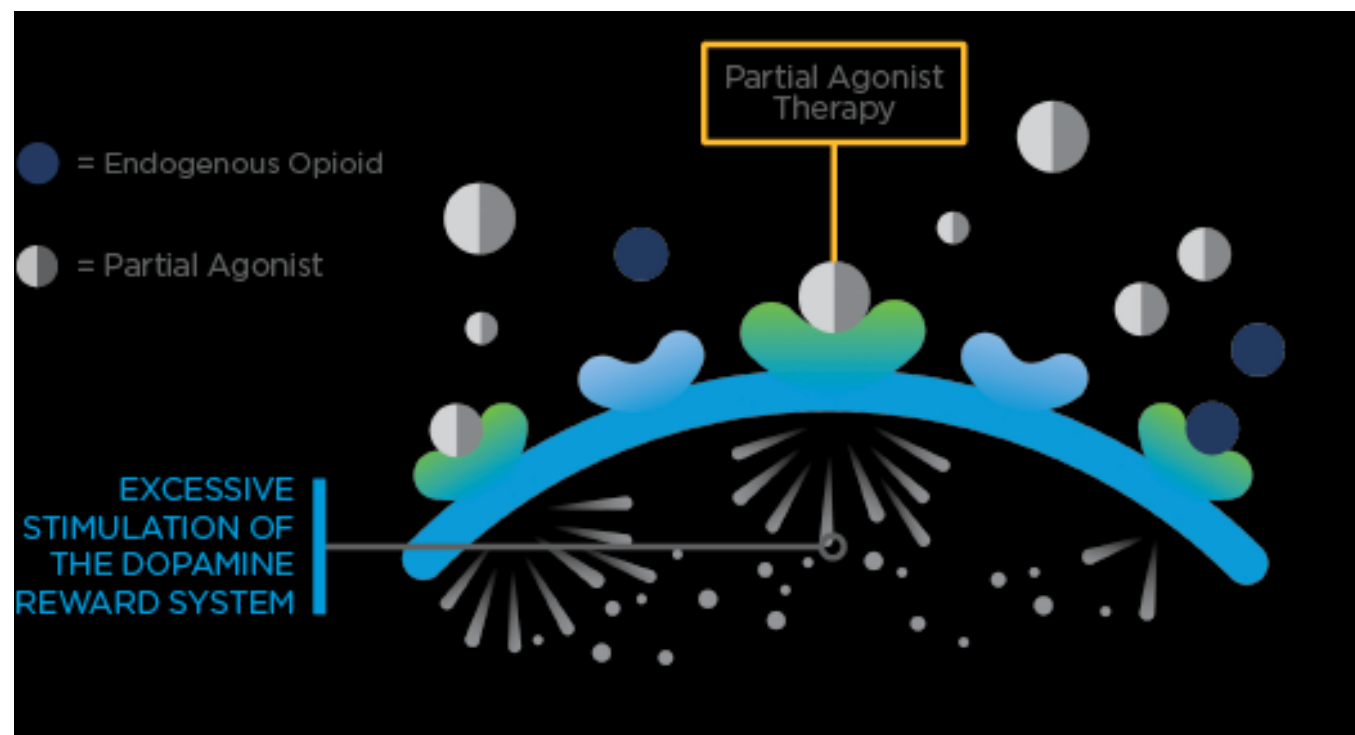 Partial Agonist
Therapy
= Endogenous Opioid
= Partial Agonist
EXCESSIVE
STIMULATION OF
THE DOPAMINE
REWARD SYSTEM